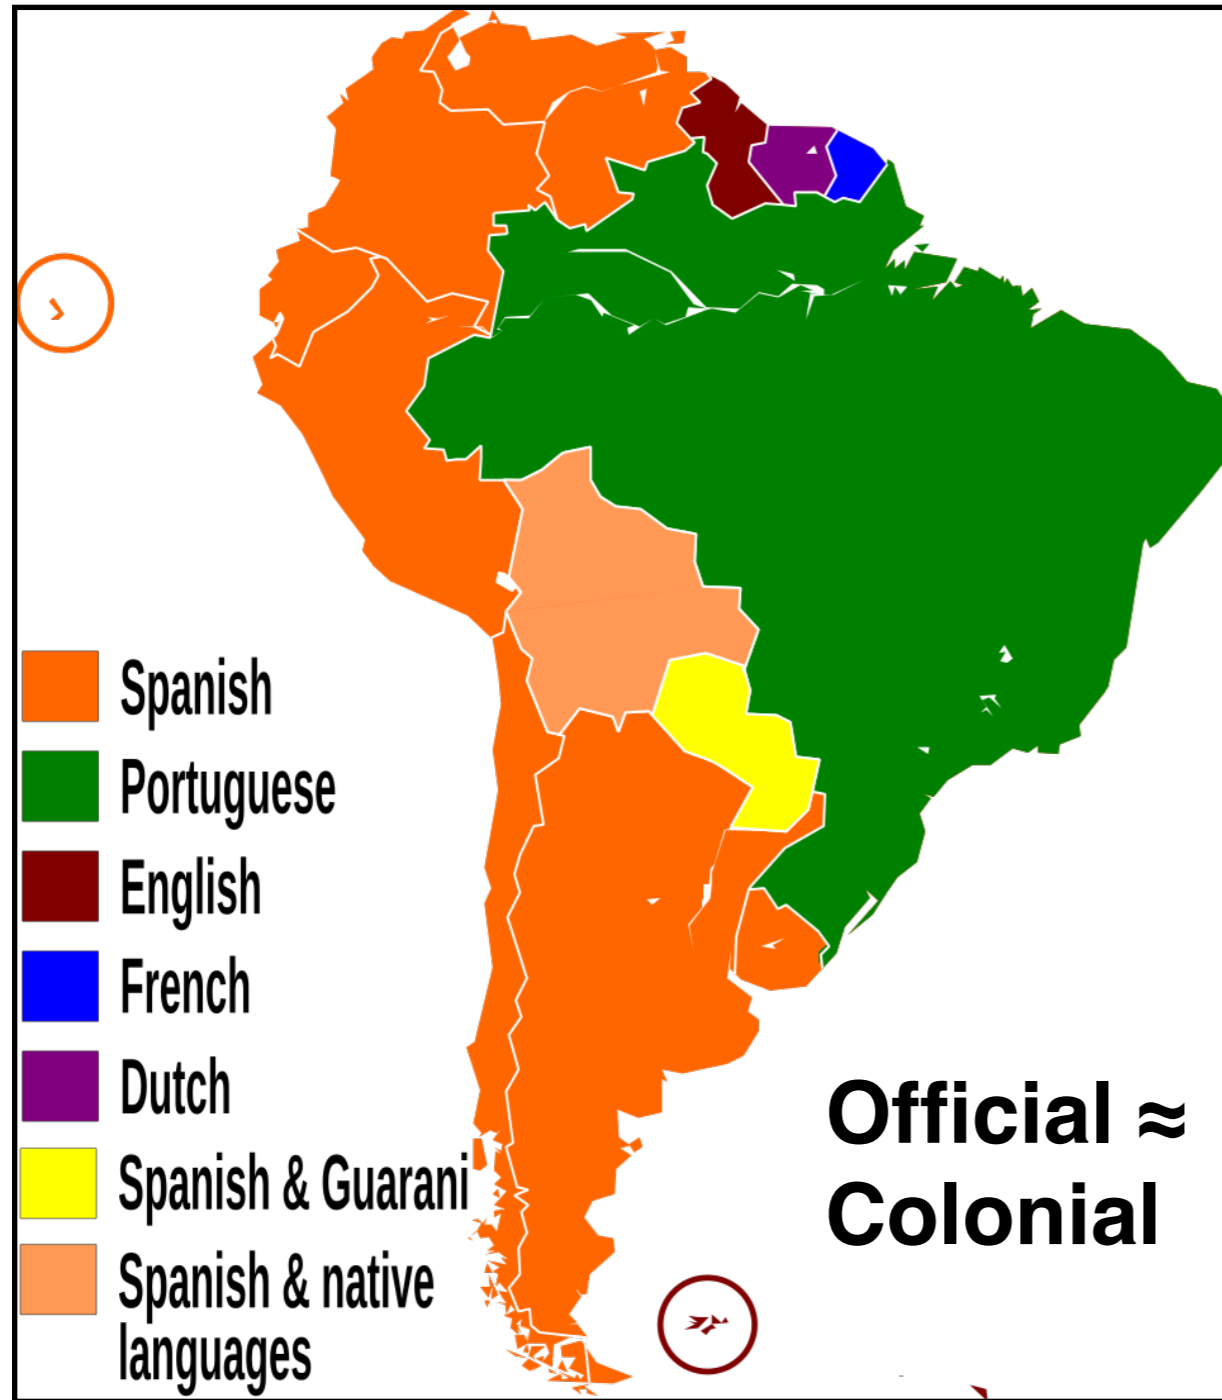 Spanish
Portuguese
English
French
Dutch
Spanish & Guarani
Spanish & native
languages
Official ≈
Colonial